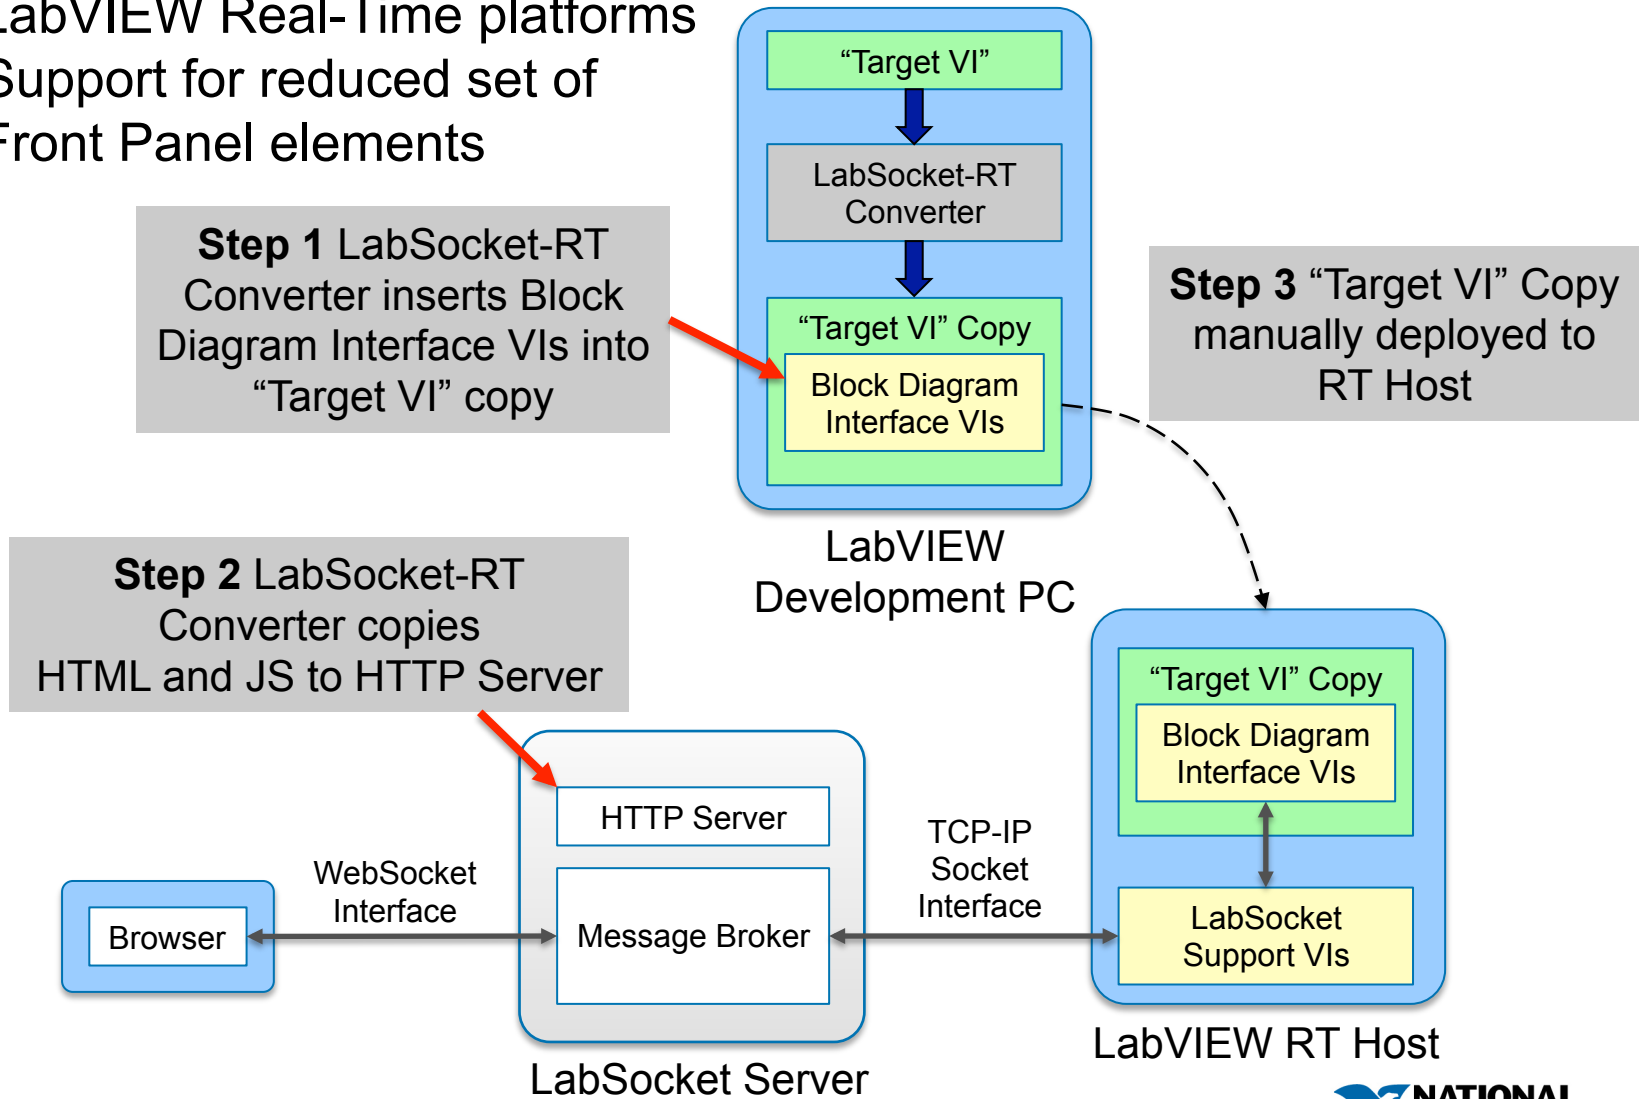 LabVIEW Real-Time platforms
Support for reduced set of
Front Panel elements
“Target VI”
LabSocket-RT
Converter
“Target VI” Copy
Block Diagram
Interface VIs
LabVIEW
Development PC
Step 1 LabSocket-RT
Converter inserts Block
Diagram Interface VIs into
“Target VI” copy
Step 3 “Target VI” Copy
manually deployed to
RT Host
Step 2 LabSocket-RT
Converter copies
HTML and JS to HTTP Server
“Target VI” Copy
Block Diagram
Interface VIs
LabSocket
Support VIs
LabVIEW RT Host
HTTP Server
Message Broker
LabSocket Server
TCP-IP
Socket
Interface
WebSocket
Interface
Browser
NATIONAL